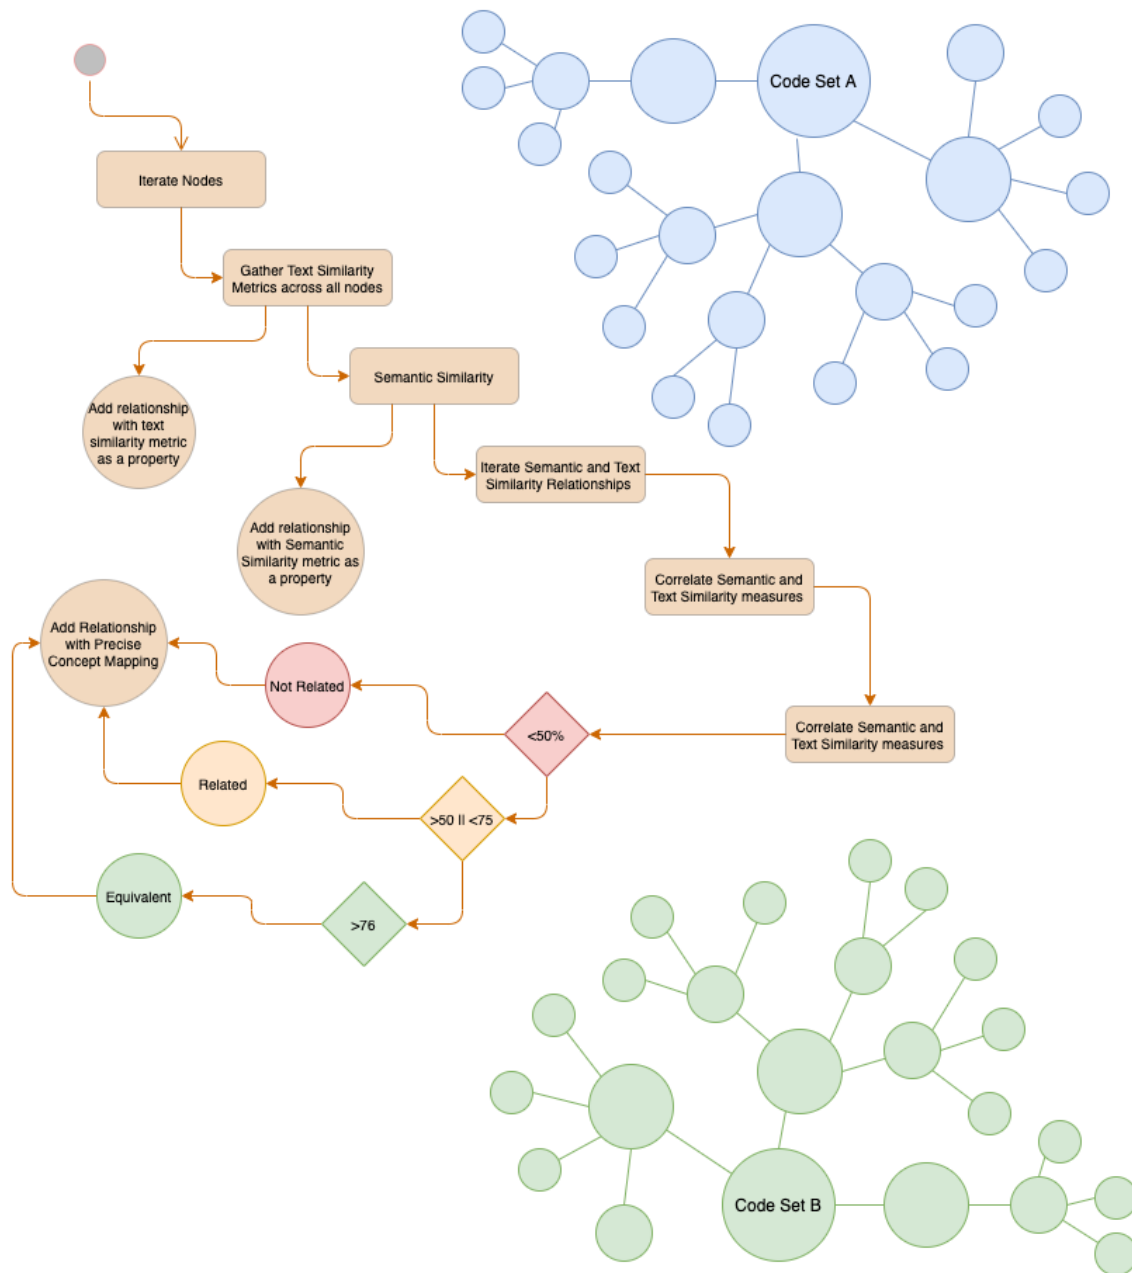 Code Set A
Iterate Nodes
Gather Text Similarity
Metrics across all nodes
Semantic Similarity
Add relationship
with text
similarity metric
as a property
Iterate Semantic and Text
Similarity Relationships
Add relationship
with Semantic
Similarity metric as
a property
Correlate Semantic and
Text Similarity measures
Add Relationship
with Precise
Concept Mapping
Not Related
<50%
Correlate Semantic and
Text Similarity measures
Related
>50 II <75
Equivalent
>76
Code Set B